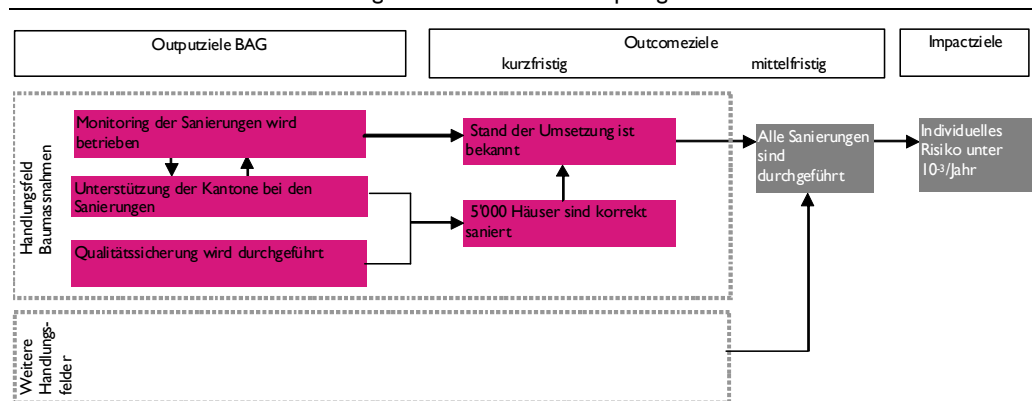 Outputziele BAG
Outcomeziele
kurzfristig mittelfristig
Impactziele
Handlungsfeld
Baumassnahmen
Monitoring der Sanierungen wird
betrieben
Stand der Umsetzung ist
bekannt
Alle Sanierungen
sind
durchgeführt
Individuelles
Risiko unter
10-3/Jahr
Unterstützung der Kantone bei den
Sanierungen
5'000 Häuser sind korrekt
saniert
Qualitätssicherung wird durchgeführt
Weitere
Handlungs-
felder